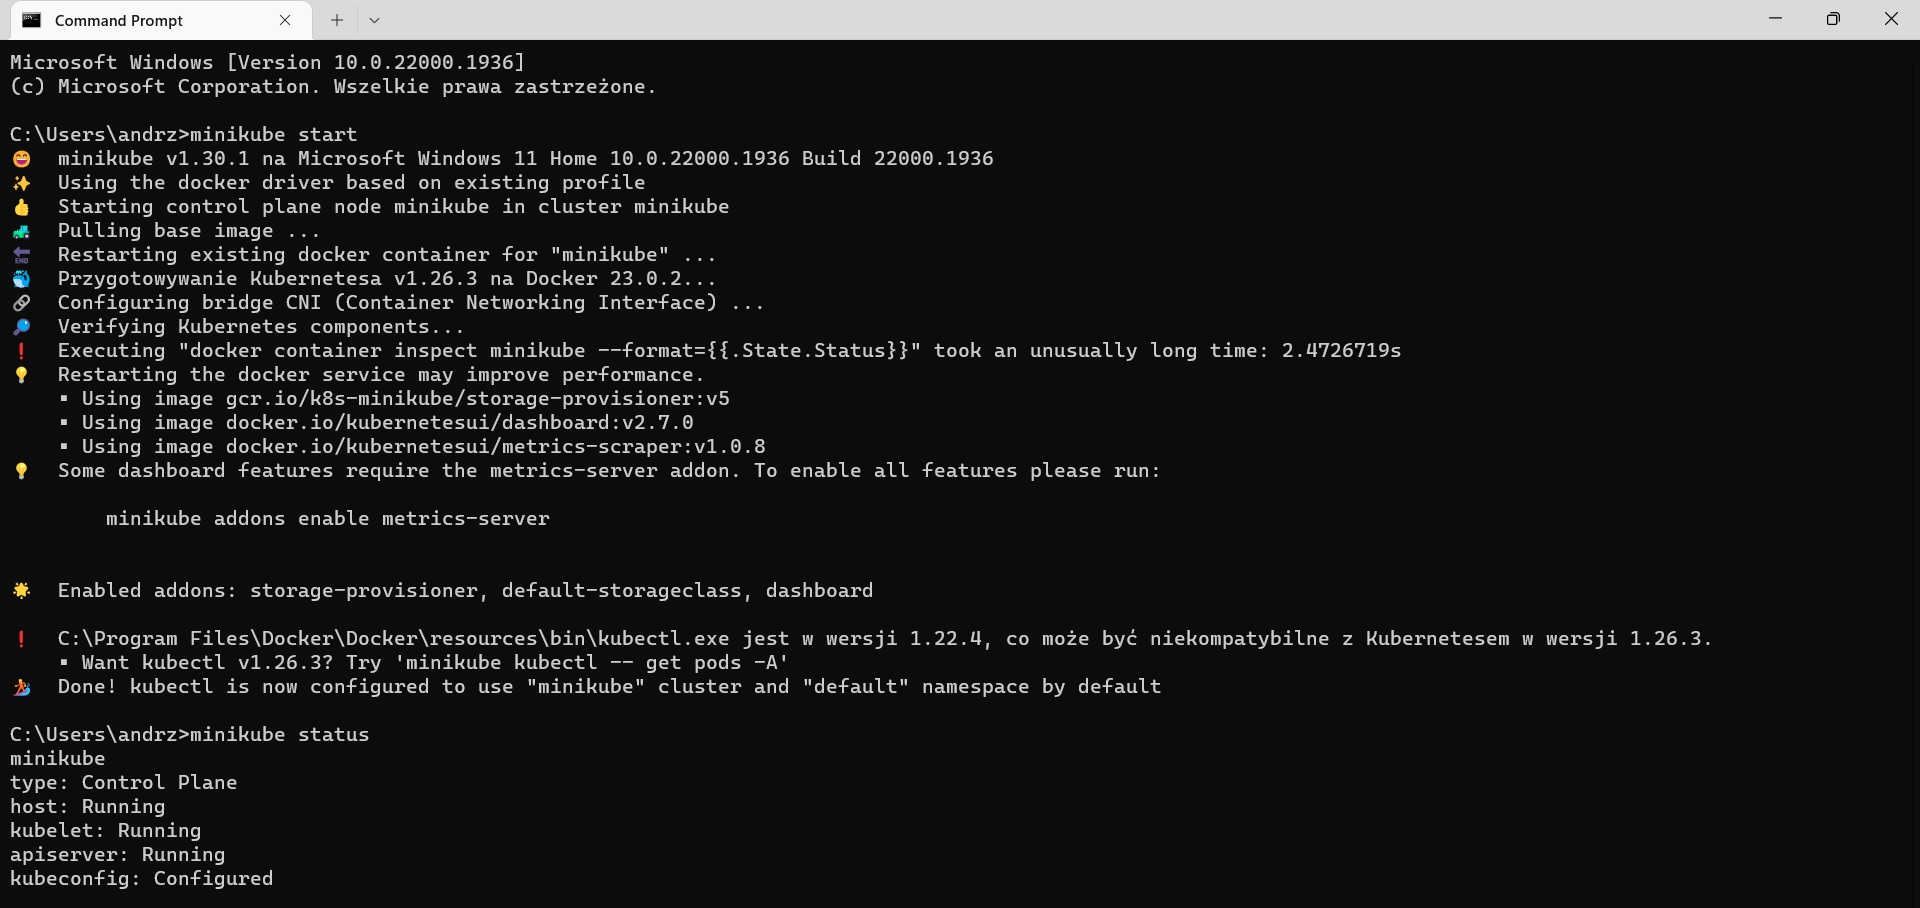 Command Prompt
Microsoft Windows [Version 10.0.22000.1936]
(c) Microsoft Corporation. Wszelkie prawa zastrzeżone.
C:\Users\andrz>minikube start
😄 minikube v1.30.1 na Microsoft Windows 11 Home 10.0.22000.1936 Build 22000.1936
✨ Using the docker driver based on existing profile
👍 Starting control plane node minikube in cluster minikube
🚜 Pulling base image ...
🔚 Restarting existing docker container for "minikube" ...
🐳 Przygotowywanie Kubernetesa v1.26.3 na Docker 23.0.2...
🔗 Configuring bridge CNI (Container Networking Interface) ...
🔎 Verifying Kubernetes components...
❗ Executing "docker container inspect minikube --format={{.State.Status}}" took an unusually long time: 2.4726719s
💡 Restarting the docker service may improve performance.
▪ Using image gcr.io/k8s-minikube/storage-provisioner:v5
▪ Using image docker.io/kubernetesui/dashboard:v2.7.0
▪ Using image docker.io/kubernetesui/metrics-scraper:v1.0.8
💡 Some dashboard features require the metrics-server addon. To enable all features please run:
minikube addons enable metrics-server
🌟 Enabled addons: storage-provisioner, default-storageclass, dashboard
❗ C:\Program Files\Docker\Docker\resources\bin\kubectl.exe jest w wersji 1.22.4, co może być niekompatybilne z Kubernetesem w wersji 1.26.3.
▪ Want kubectl v1.26.3? Try 'minikube kubectl -- get pods -A'
🏄 Done! kubectl is now configured to use "minikube" cluster and "default" namespace by default
C:\Users\andrz>minikube status
minikube
type: Control Plane
host: Running
kubelet: Running
apiserver: Running
kubeconfig: Configured